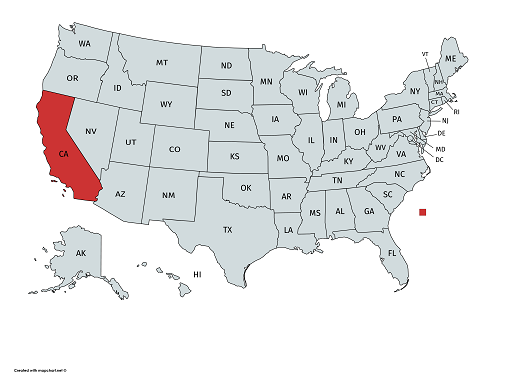 WA
OR
CA
NV
ID
MT
WY
UT
AZ
CO
NM
ND
SD
NE
KS
OK
TX
MN
IA
MO
AR
LA
WI
IL
MI
IN
OH
KY
TN
MS
AL
GA
FL
SC
NC
VA
WV
PA
NY
VT
NH
ME
MA
CT
RI
NJ
DE
MD
DC
AK
HI
Created with mapchart.net ©